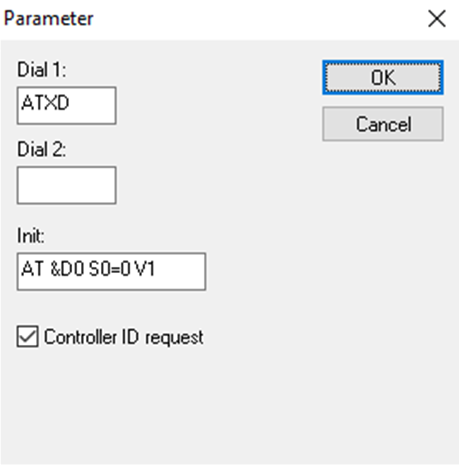 Parameter
Dial 1:
OK
ATXD
Cancel
Dial 2:
Init:
AT &D0 S0=0 V1
Controller ID request